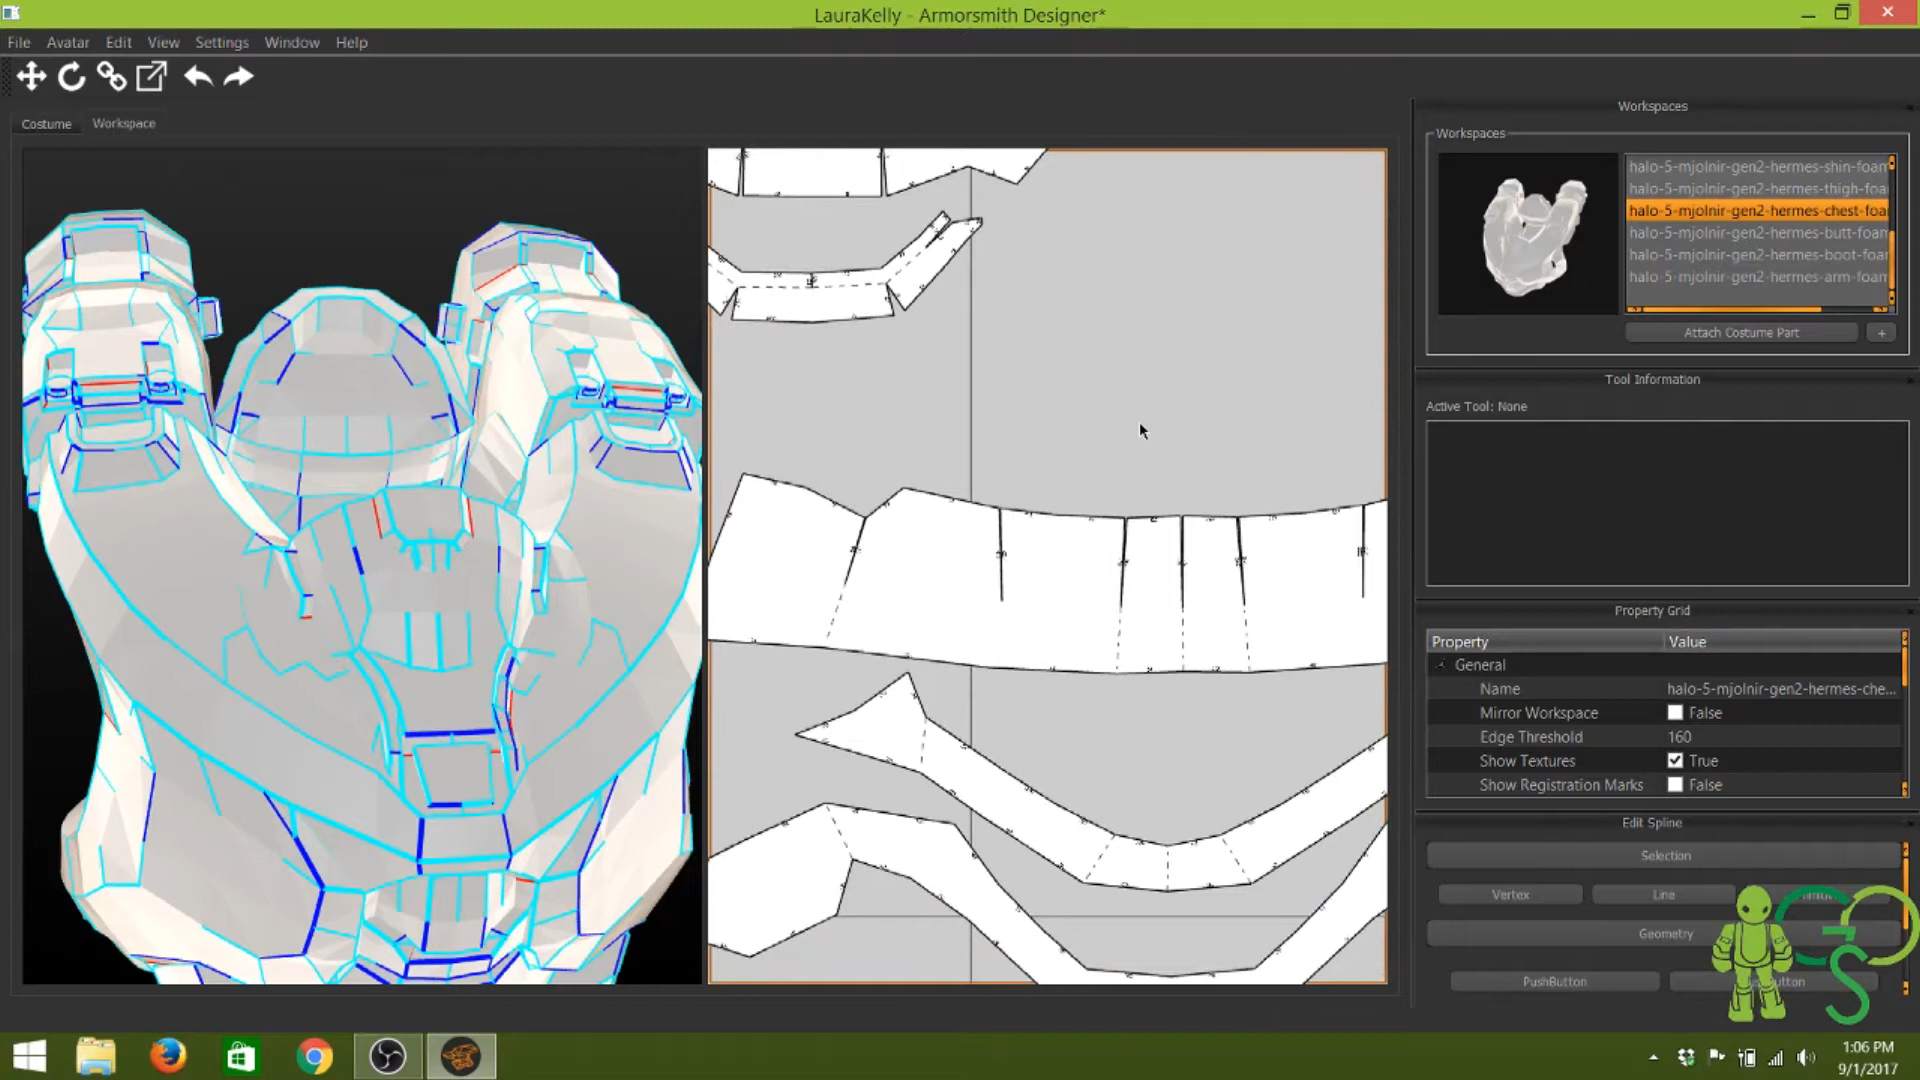 LauraKelly - Armorsmith Designer*
File Avatar Edit View Settings Window Help
Costume Workspace
Workspaces
Workspaces
halo-5-mjolnir-gen2-hermes-shin-foam
halo-5-mjolnir-gen2-hermes-thigh-foa
halo-5-mjolnir-gen2-hermes-chest-foa
halo-5-mjolnir-gen2-hermes-butt-foam
halo-5-mjolnir-gen2-hermes-boot-foa
halo-5-mjolnir-gen2-hermes-arm-foam
Attach Costume Part +
Tool Information
Active Tool: None
Property Grid
Property Value
General
Name halo-5-mjolnir-gen2-hermes-che...
Mirror Workspace False
Edge Threshold 160
Show Textures True
Show Registration Marks False
Edit Spline
Selection
Vertex Line
Geometry
PushButton
1:06 PM
9/1/2017